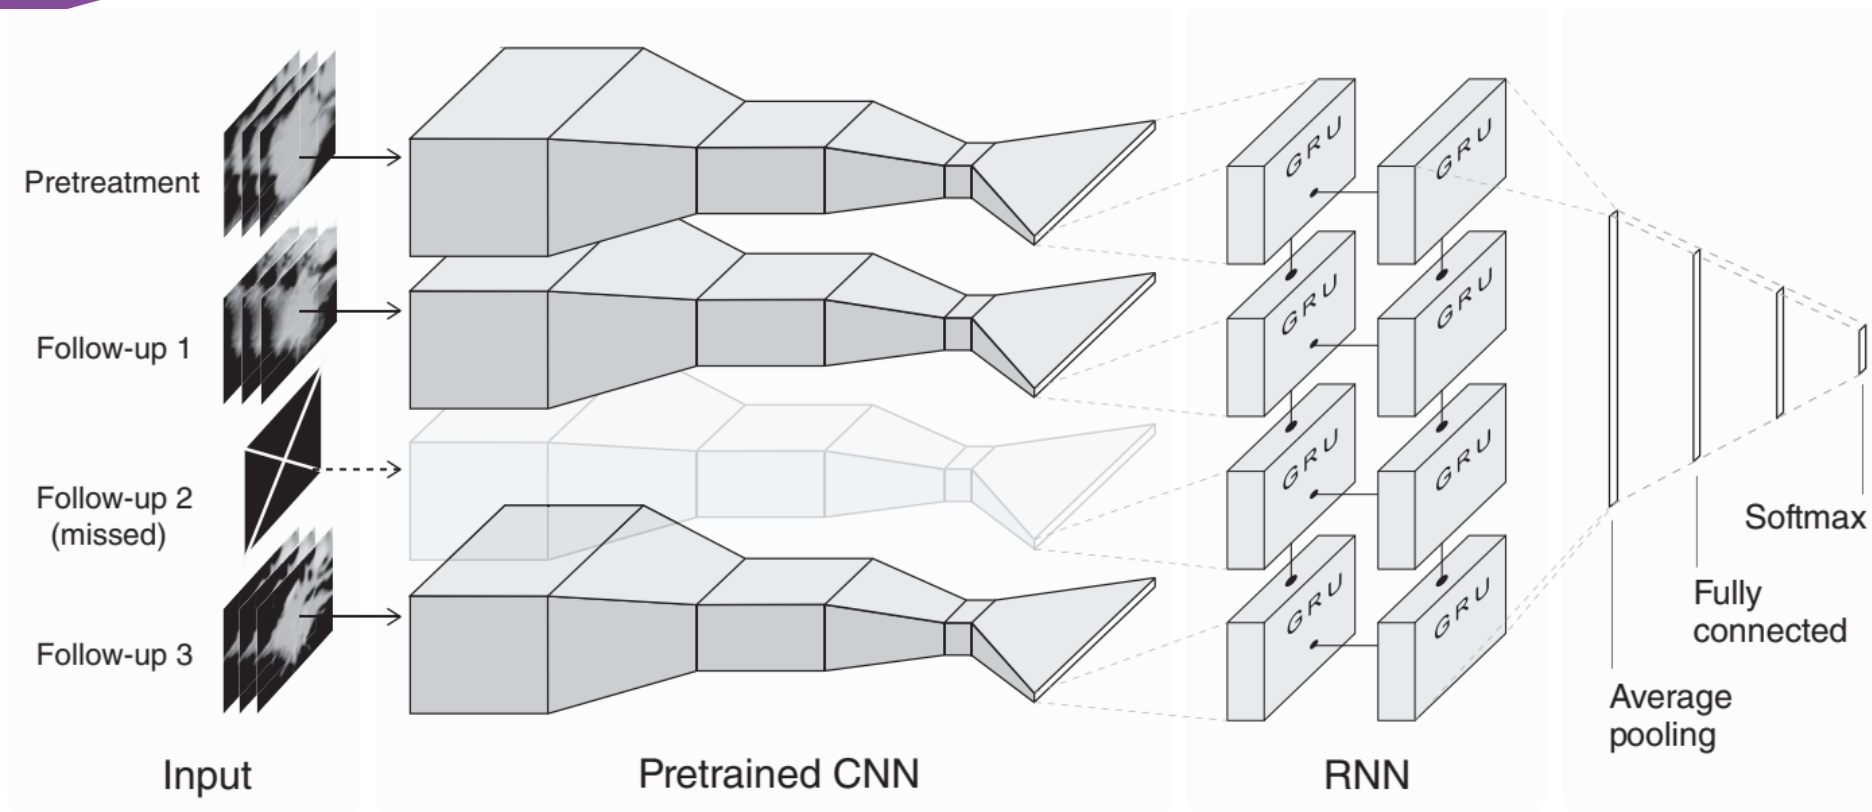 Pretreatment
Follow-up 1
Follow-up 2
(missed)
Follow-up 3
GRU
GRU
GRU
GRU
GRU
GRU
GRU
GRU
Softmax
Fully
connected
Average
pooling
Input
Pretrained CNN
RNN